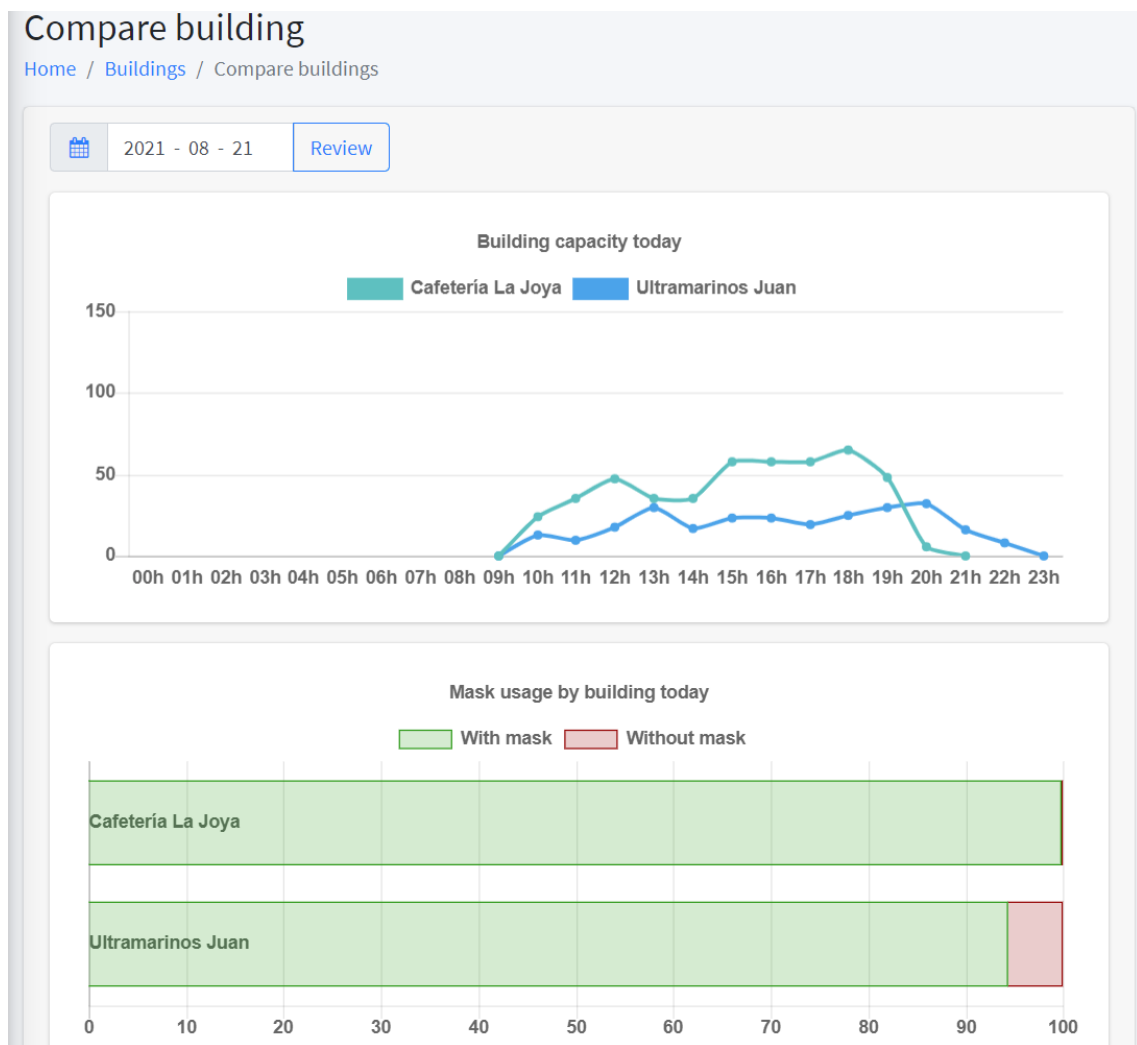 Compare building
Home / Buildings / Compare buildings
2021 - 08 - 21 Review
Building capacity today
Cafetería La Joya Ultramarinos Juan
150
100
50
0
00h 01h 02h 03h 04h 05h 06h 07h 08h 09h 10h 11h 12h 13h 14h 15h 16h 17h 18h 19h 20h 21h 22h 23h
Mask usage by building today
With mask Without mask
Cafetería La Joya
Ultramarinos Juan
0 10 20 30 40 50 60 70 80 90 100